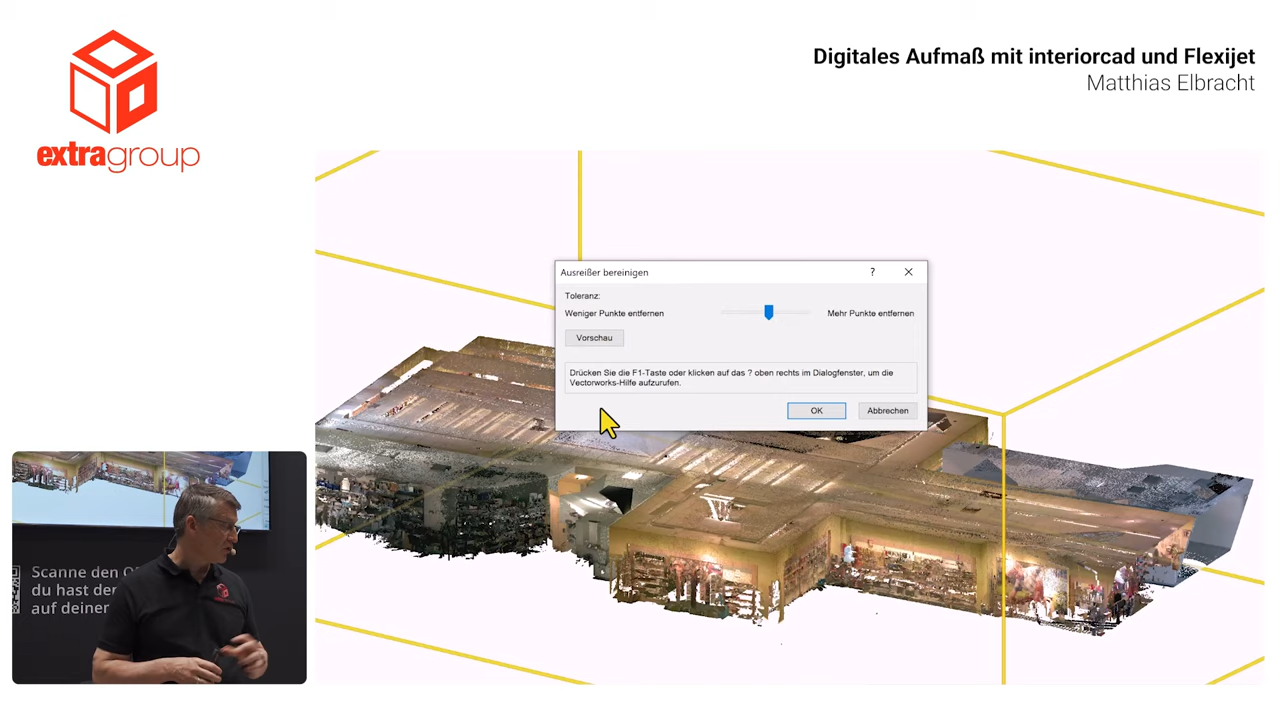 extragroup
Digitales Aufmaß mit interiorcad und Flexijet
Matthias Elbracht
Ausreißer bereinigen
?
Toleranz:
Weniger Punkte entfernen
Mehr Punkte entfernen
Vorschau
Drücken Sie die F1-Taste oder klicken auf das ? oben rechts im Dialogfenster, um die
Vectorworks-Hilfe aufzurufen.
OK
Abbrechen
Scanne den
du hast
auf deine